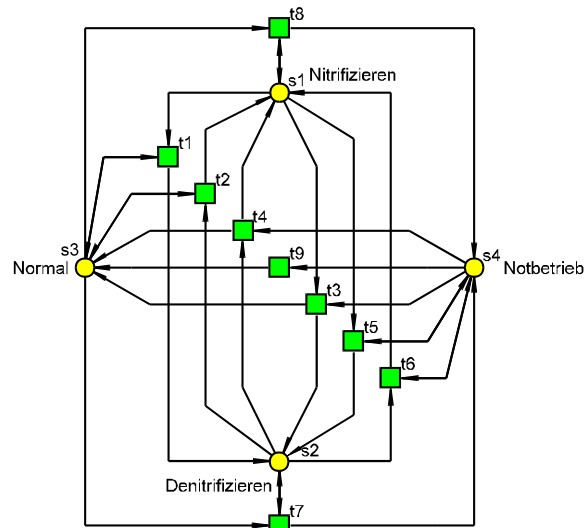 t8
s1 Nitrifizieren
t1
t2
t4
s3
Normal
t9
s4
Notbetrieb
t3
t5
t6
s2
Denitrifizieren
t7